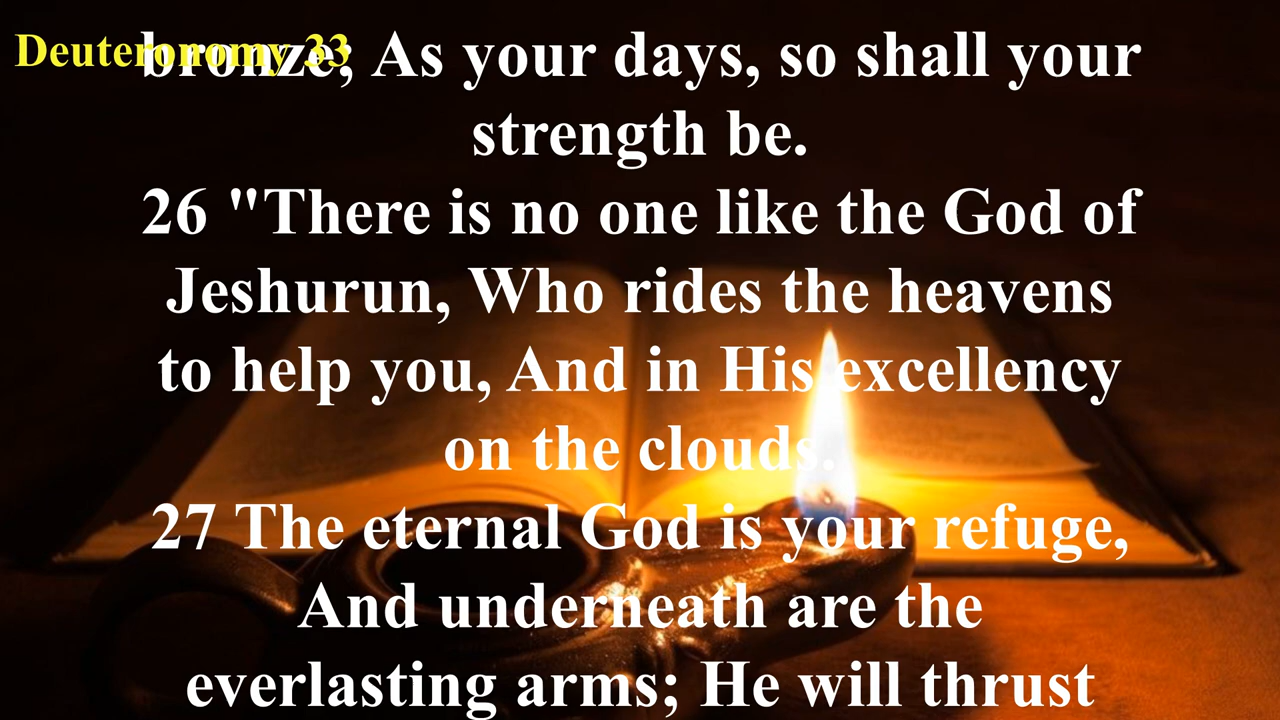 Deuteronomy 33
bronze; As your days, so shall your
strength be.
26 "There is no one like the God of
Jeshurun, Who rides the heavens
to help you, And in His excellency
on the clouds.
27 The eternal God is your refuge,
And underneath are the
everlasting arms; He will thrust